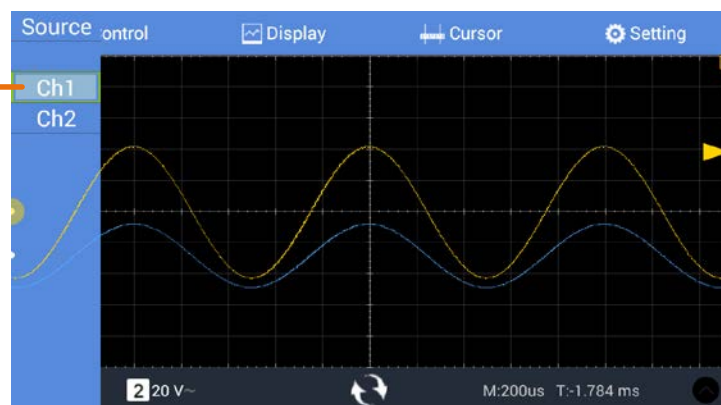 Source ontrol Display Cursor Setting
Ch1
Ch2
2 20 V~ M:200us T:-1.784 ms